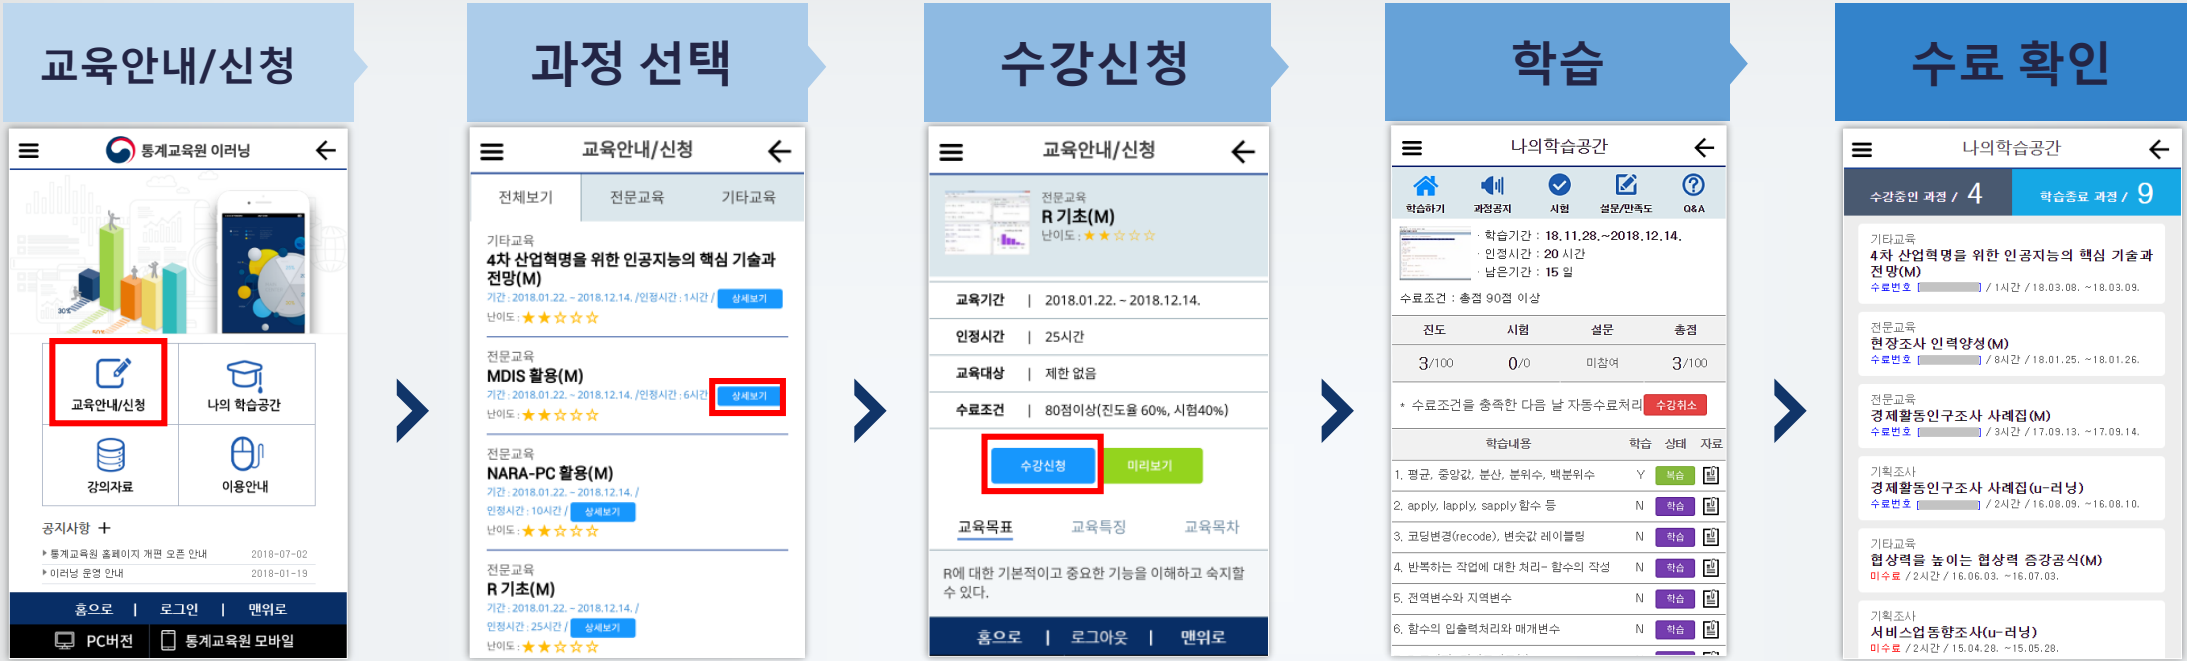 교육안내/신청
과정 선택
수강신청
학습
수료 확인
통계교육원 이러닝
30%
50%
교육안내/신청
나의 학습공간
강의자료
이용안내
공지사항 +
통계교육원 홈페이지 개편 오픈 안내 2018-07-02
이러닝 운영 안내 2018-01-19
홈으로 | 로그인 | 맨위로
PC버전 통계교육원 모바일
교육안내/신청
전체보기 전문교육 기타교육
기타교육
4차 산업혁명을 위한 인공지능의 핵심 기술과
전망(M)
기간 : 2018.01.22. ~ 2018.12.14. /인정시간 : 1시간 / 상세보기
난이도 : ★★☆☆☆
전문교육
MDIS 활용(M)
기간 : 2018.01.22. ~ 2018.12.14. /인정시간 : 6시간 상세보기
난이도 : ★★☆☆☆
전문교육
NARA-PC 활용(M)
기간 : 2018.01.22. ~ 2018.12.14. /
인정시간 : 10시간 / 상세보기
난이도 : ★★☆☆☆
전문교육
R 기초(M)
기간 : 2018.01.22. ~ 2018.12.14. /
인정시간 : 25시간 / 상세보기
난이도 : ★★☆☆☆
교육안내/신청
전문교육
R 기초(M)
난이도 : ★★☆☆☆
교육기간 | 2018.01.22. ~ 2018.12.14.
인정시간 | 25시간
교육대상 | 제한 없음
수료조건 | 80점이상(진도율 60%, 시험40%)
수강신청 미리보기
교육목표 교육특징 교육목차
R에 대한 기본적이고 중요한 기능을 이해하고 숙지할
수 있다.
홈으로 | 로그아웃 | 맨위로
나의학습공간
학습하기 과정공지 시험 설문/만족도 Q&A
· 학습기간 : 18.11.28.~2018.12.14.
· 인정시간 : 20 시간
· 남은기간 : 15 일
수료조건 : 총점 90점 이상
진도 시험 설문 총점
3/100 0/0 미참여 3/100
* 수료조건을 충족한 다음 날 자동수료처리 수강취소
학습내용 학습 상태 자료
1. 평균, 중앙값, 분산, 분위수, 백분위수 Y 복습
2. apply, lapply, sapply 함수 등 N 학습
3. 코딩변경(recode), 변숫값 레이블링 N 학습
4. 반복하는 작업에 대한 처리- 함수의 작성 N 학습
5. 전역변수와 지역변수 N 학습
6. 함수의 입출력처리와 매개변수 N 학습
나의학습공간
수강중인 과정 / 4 학습종료 과정 / 9
기타교육
4차 산업혁명을 위한 인공지능의 핵심 기술과
전망(M)
수료번호 [ ] / 1시간 / 18.03.08. ~18.03.09.
전문교육
현장조사 인력양성(M)
수료번호 [ ] / 8시간 / 18.01.25. ~18.01.26.
전문교육
경제활동인구조사 사례집(M)
수료번호 [ ] / 3시간 / 17.09.13. ~17.09.14.
기획조사
경제활동인구조사 사례집(u-러닝)
수료번호 [ ] / 2시간 / 16.08.09. ~16.08.10.
기타교육
협상력을 높이는 협상력 증강공식(M)
미수료 / 2시간 / 16.06.03. ~16.07.03.
기획조사
서비스업동향조사(u-러닝)
미수료 / 2시간 / 15.04.28. ~15.05.28.